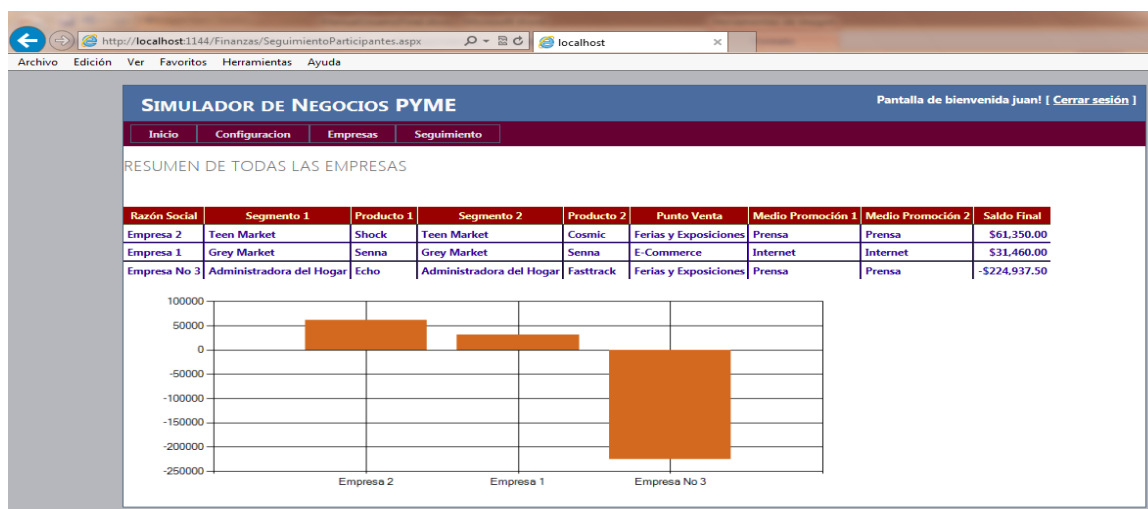 http://localhost:1144/Finanzas/SeguimientoParticipantes.aspx localhost
Archivo Edición Ver Favoritos Herramientas Ayuda
SIMULADOR DE NEGOCIOS PYME Pantalla de bienvenida juan! [ Cerrar sesión ]
Inicio Configuracion Empresas Seguimiento
RESUMEN DE TODAS LAS EMPRESAS
Razón Social Segmento 1 Producto 1 Segmento 2 Producto 2 Punto Venta Medio Promoción 1 Medio Promoción 2 Saldo Final
Empresa 2 Teen Market Shock Teen Market Cosmic Ferias y Exposiciones Prensa Prensa $61,350.00
Empresa 1 Grey Market Senna Grey Market Senna E-Commerce Internet Internet $31,460.00
Empresa No 3 Administradora del Hogar Echo Administradora del Hogar Fasttrack Ferias y Exposiciones Prensa Prensa -$224,937.50
100000
50000
0
-50000
-100000
-150000
-200000
-250000
Empresa 2 Empresa 1 Empresa No 3